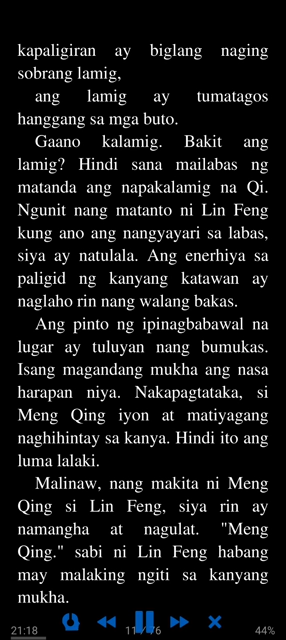 kapaligiran ay biglang naging
sobrang lamig,
ang lamig ay tumatagos
hanggang sa mga buto.
Gaano kalamig. Bakit ang
lamig? Hindi sana mailabas ng
matanda ang napakalamig na Qi.
Ngunit nang matanto ni Lin Feng
kung ano ang nangyayari sa labas,
siya ay natulala. Ang enerhiya sa
paligid ng kanyang katawan ay
naglaho rin nang walang bakas.
Ang pinto ng ipinagbabawal na
lugar ay tuluyan nang bumukas.
Isang magandang mukha ang nasa
harapan niya. Nakapagtataka, si
Meng Qing iyon at matiyagang
naghihintay sa kanya. Hindi ito ang
luma lalaki.
Malinaw, nang makita ni Meng
Qing si Lin Feng, siya rin ay
namangha at nagulat. "Meng
Qing." sabi ni Lin Feng habang
may malaking ngiti sa kanyang
mukha.
21:18 11 / 76 44%